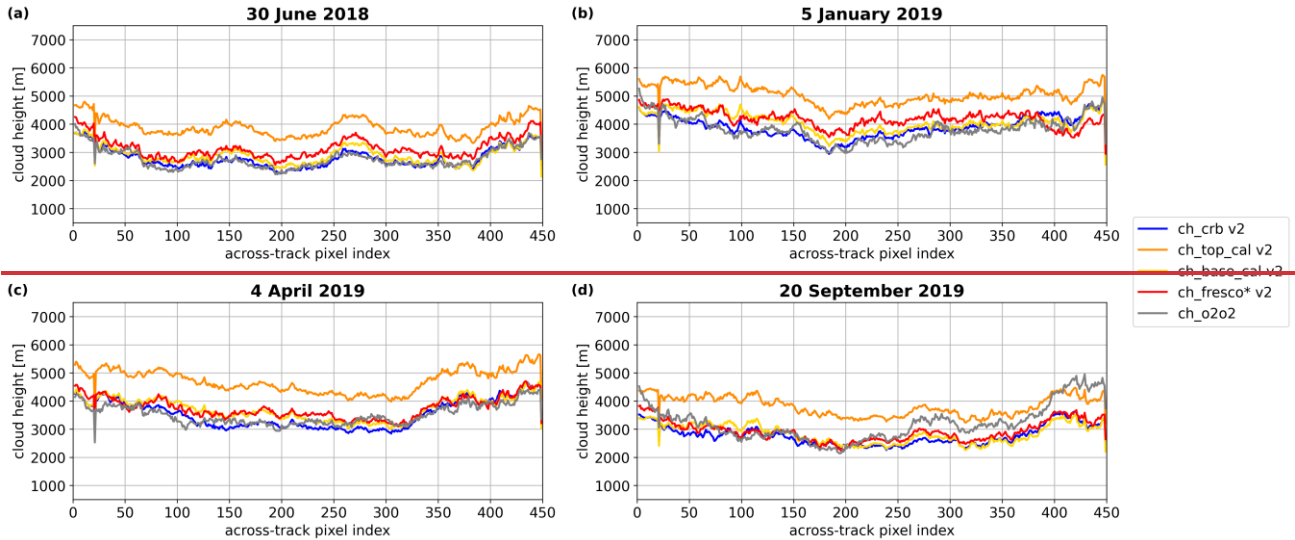 (a) 30 June 2018
7000
6000
5000
4000
3000
2000
1000
cloud height [m]
0 50 100 150 200 250 300 350 400 450
across-track pixel index
(b) 5 January 2019
7000
6000
5000
4000
3000
2000
1000
cloud height [m]
0 50 100 150 200 250 300 350 400 450
across-track pixel index
ch_crb v2
ch_top_cal v2
ch_base_cal v2
ch_fresco* v2
ch_o2o2
(c) 4 April 2019
7000
6000
5000
4000
3000
2000
1000
cloud height [m]
0 50 100 150 200 250 300 350 400 450
across-track pixel index
(d) 20 September 2019
7000
6000
5000
4000
3000
2000
1000
cloud height [m]
0 50 100 150 200 250 300 350 400 450
across-track pixel index